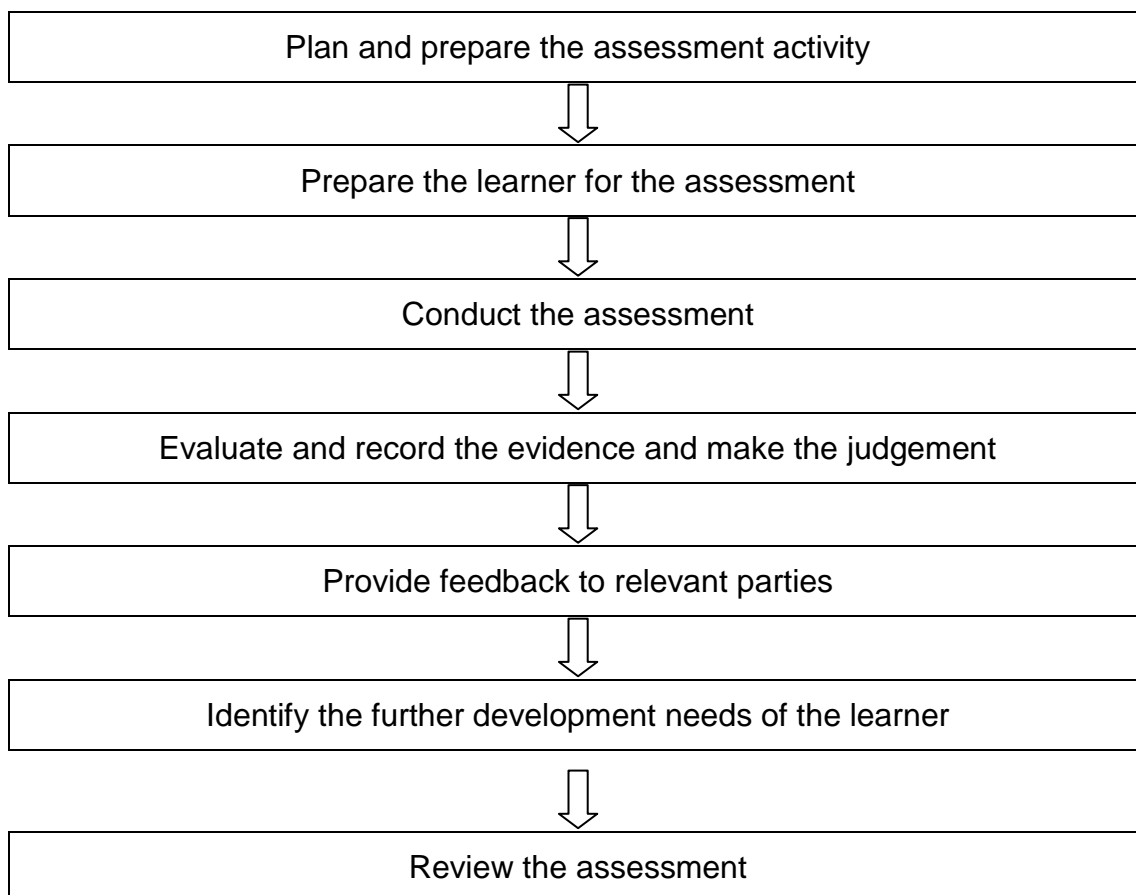 Plan and prepare the assessment activity
Prepare the learner for the assessment
Conduct the assessment
Evaluate and record the evidence and make the judgement
Provide feedback to relevant parties
Identify the further development needs of the learner
Review the assessment